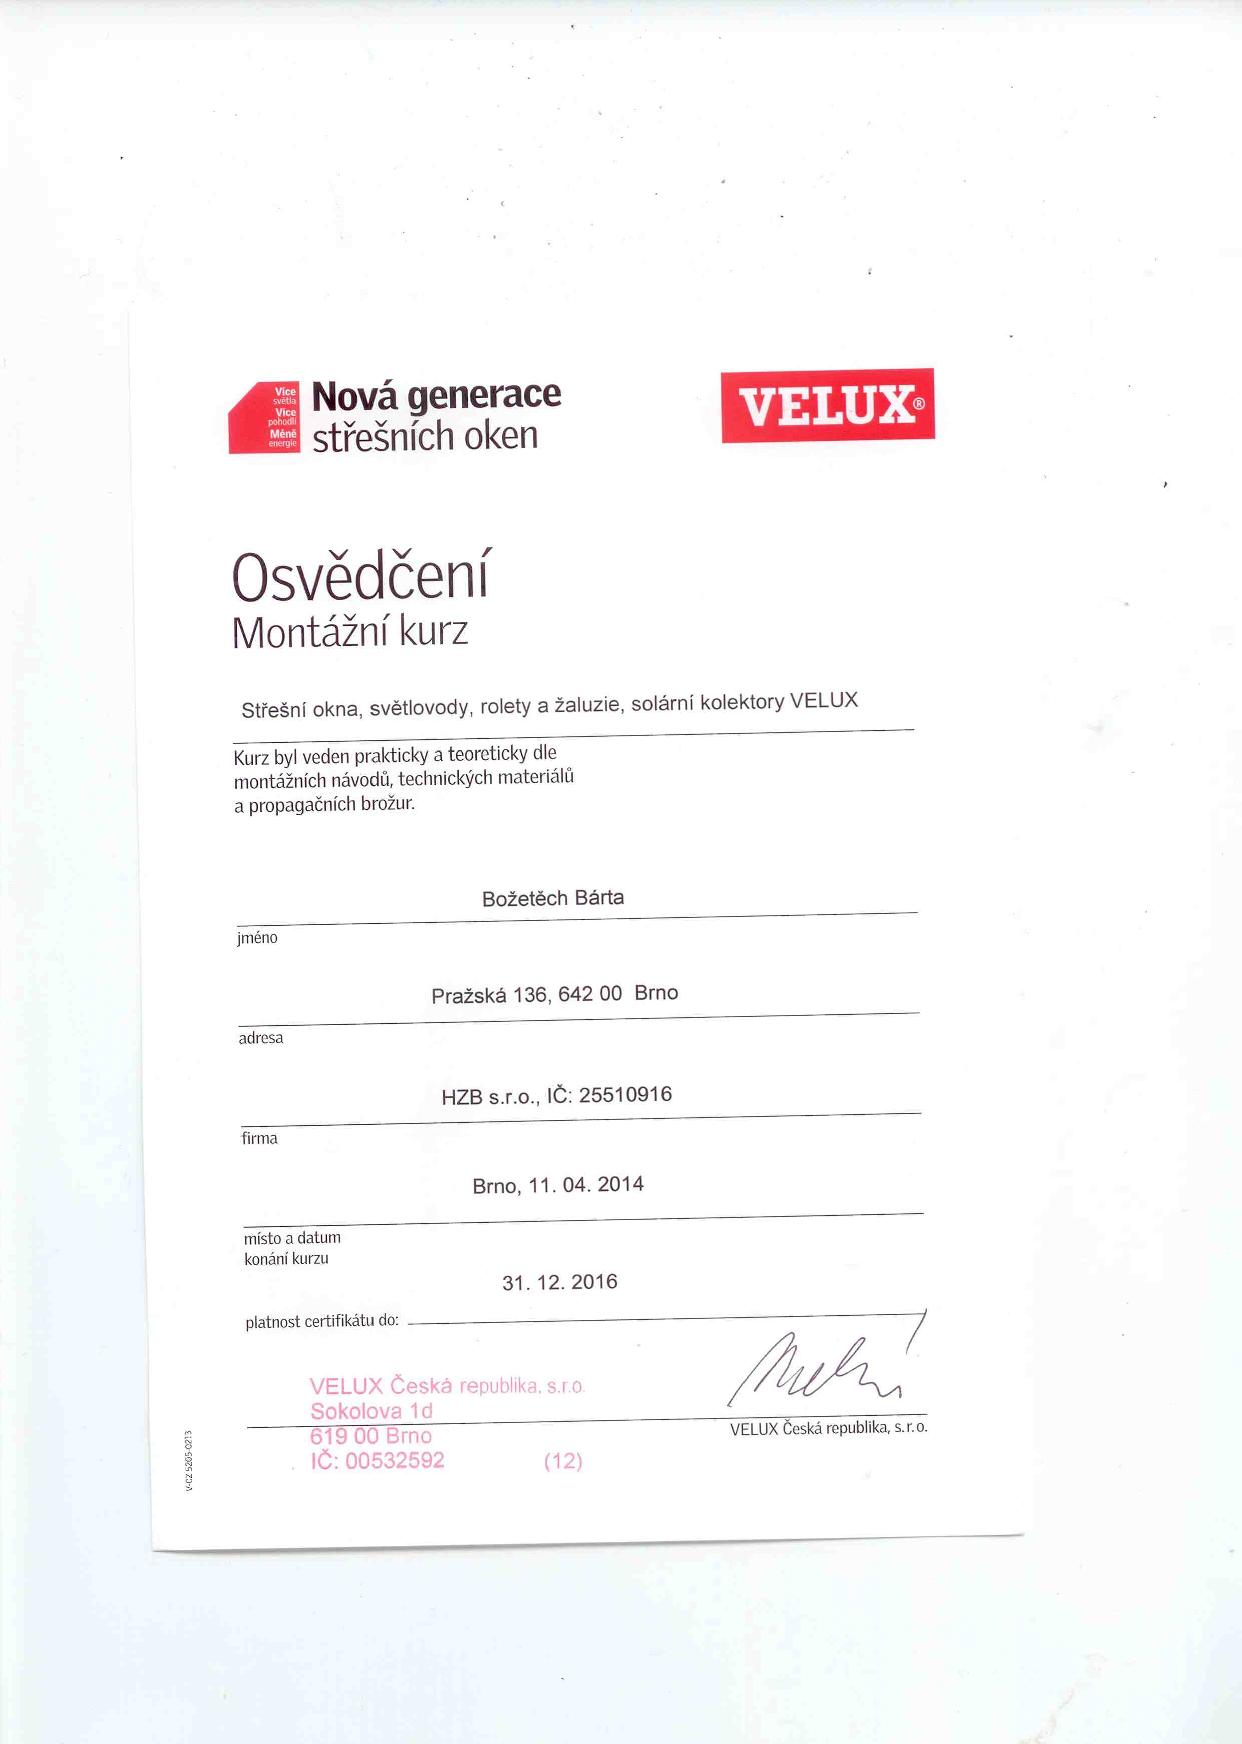 Více
světla
Více
pohodlí
Méně
energie
Nová generace
střešních oken
VELUX®
Osvědčení
Montážní kurz
Střešní okna, světlovody, rolety a žaluzie, solární kolektory VELUX
Kurz byl veden prakticky a teoreticky dle
montážních návodů, technických materiálů
a propagačních brožur.
Božetěch Bárta
jméno
Pražská 136, 642 00 Brno
adresa
HZB s.r.o., IČ: 25510916
firma
Brno, 11. 04. 2014
místo a datum
konání kurzu
31. 12. 2016
platnost certifikátu do:
VELUX Česká republika, s.r.o.
Sokolova 1d
619 00 Brno
IČ: 00532592 (12)
VELUX Česká republika, s.r.o.
V-CZ 5205-0213